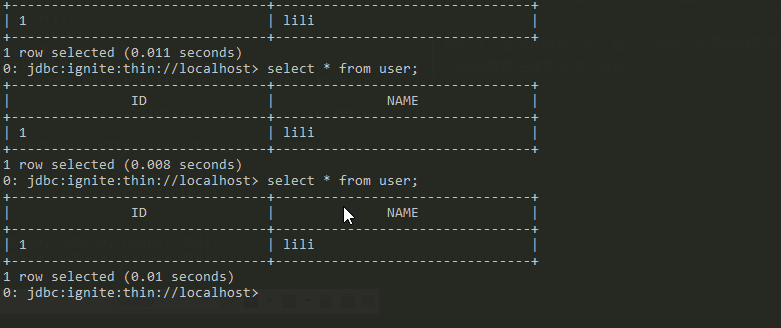 +--------------------------------+--------------------------------+
| 1                              | lili                           |
+--------------------------------+--------------------------------+
1 row selected (0.011 seconds)
0: jdbc:ignite:thin://localhost> select * from user;
+--------------------------------+--------------------------------+
|               ID               |              NAME              |
+--------------------------------+--------------------------------+
| 1                              | lili                           |
+--------------------------------+--------------------------------+
1 row selected (0.008 seconds)
0: jdbc:ignite:thin://localhost> select * from user;
+--------------------------------+--------------------------------+
|               ID               |              NAME              |
+--------------------------------+--------------------------------+
| 1                              | lili                           |
+--------------------------------+--------------------------------+
1 row selected (0.01 seconds)
0: jdbc:ignite:thin://localhost>